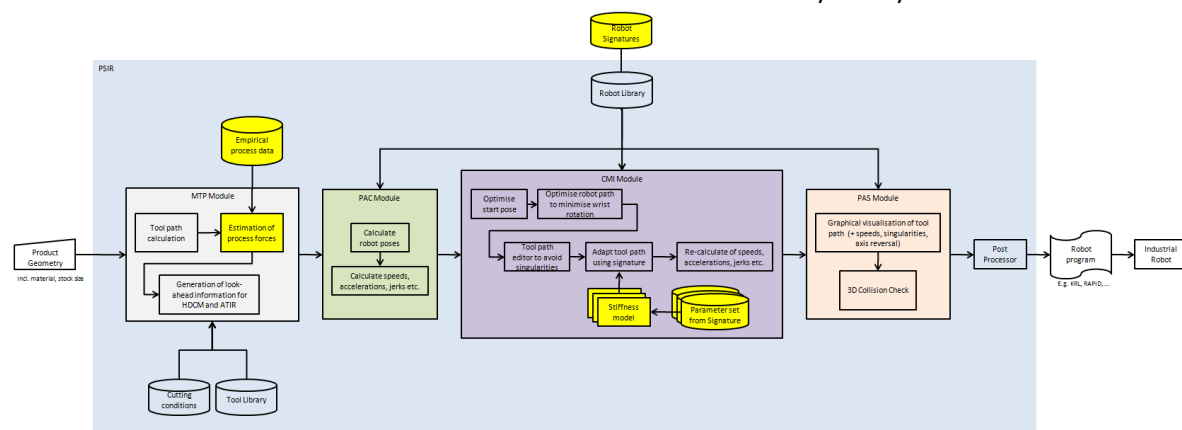 Robot
Signatures
PSIR
Robot Library
Empirical
process data
MTP Module
Tool path
calculation
Estimation of
process forces
Generation of look-
ahead information for
HDCM and ATIR
PAC Module
Calculate
robot poses
Calculate speeds,
accelerations, jerks etc.
CMI Module
Optimise
start pose
Optimise robot path
to minimise wrist
rotation
Tool path
editor to avoid
singularities
Adapt tool path
using signature
Re-calculate of speeds,
accelerations, jerks etc.
Stiffness
model
Parameter set
from Signature
PAS Module
Graphical visualisation of tool
path (+ speeds, singularities,
axis reversal)
3D Collision Check
Product
Geometry
incl. material, stock size
Post
Processor
Robot
program
E.g. KRL, RAPID, ...
Industrial
Robot
Cutting
conditions
Tool Library